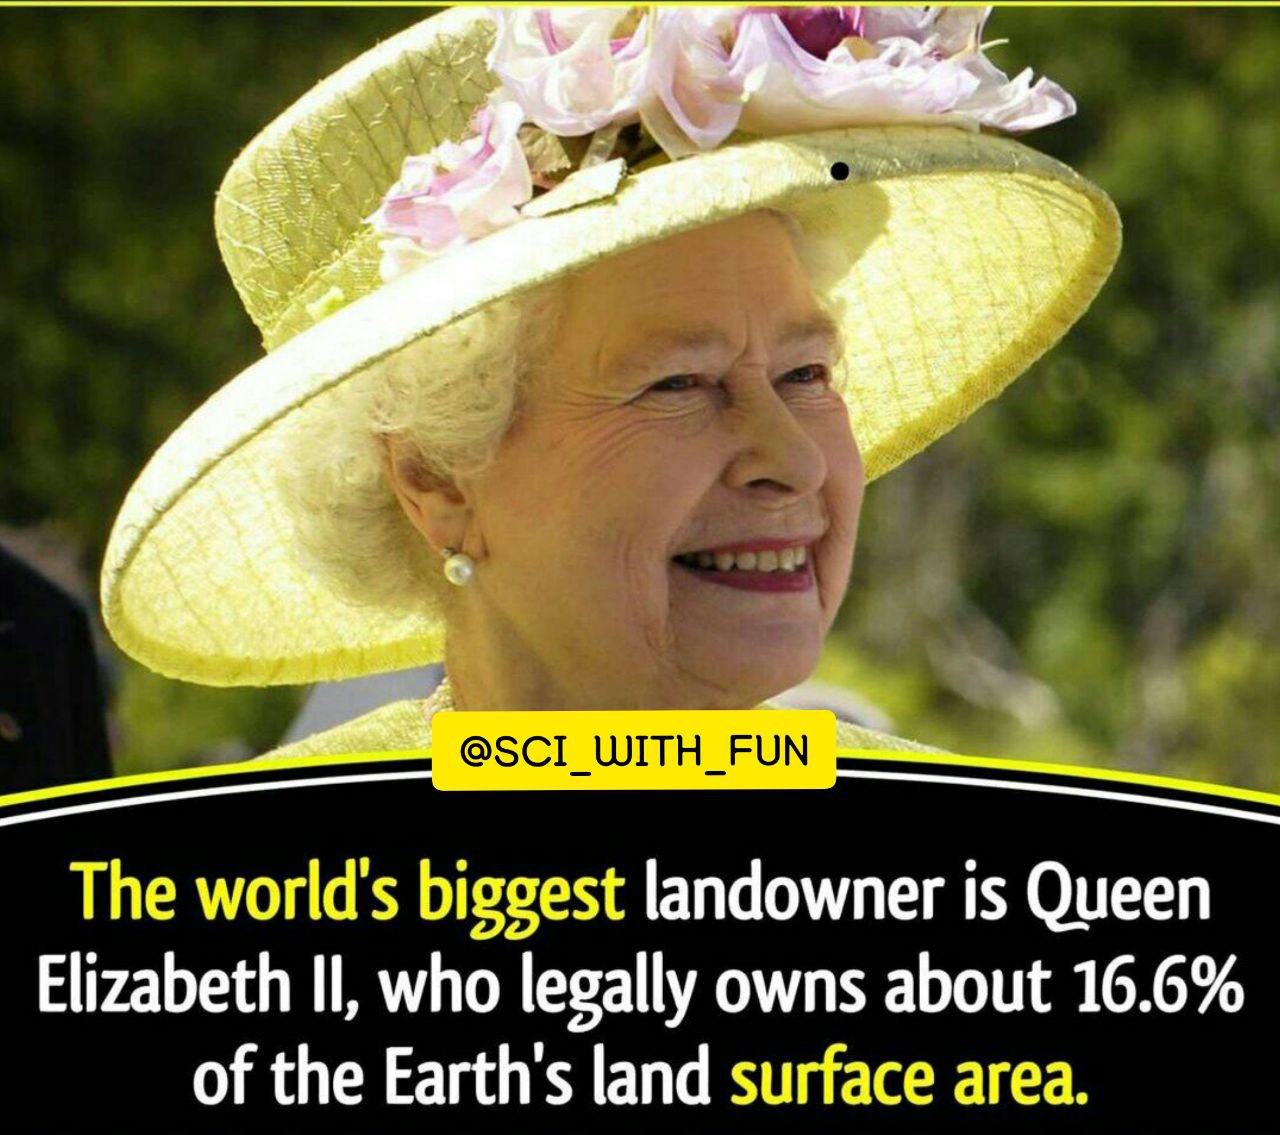 @SCI_WITH_FUN
The world's biggest landowner is Queen
Elizabeth II, who legally owns about 16.6%
of the Earth's land surface area.